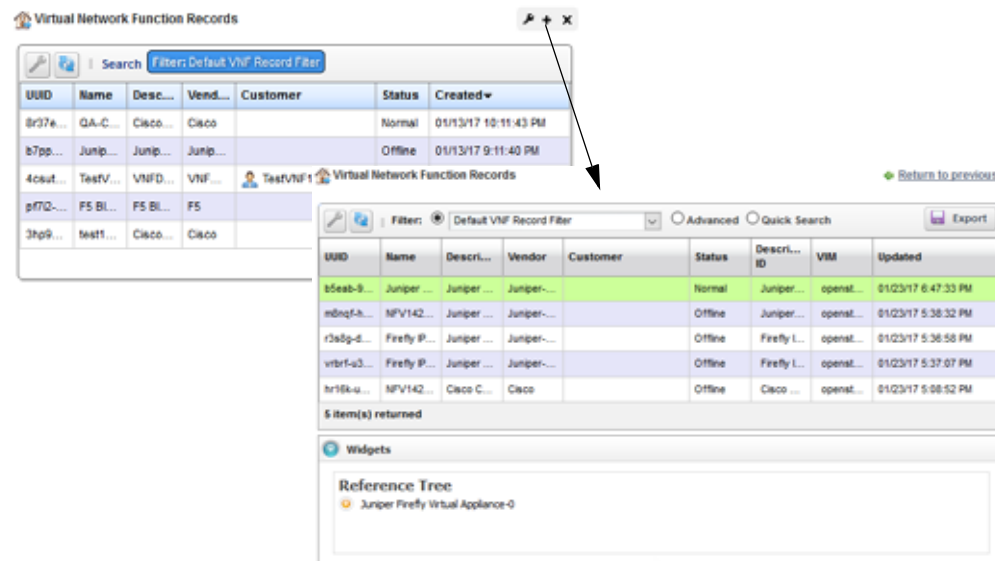 Virtual Network Function Records
Search Filter: Default VNF Record Filter
UUID Name Desc... Vend... Customer Status Created
8r37e... QA-C... Cisco... Cisco Normal 01/13/17 10:11:43 PM
b7pp... Junip... Junip... Junip... Offline 01/13/17 9:11:40 PM
4osut... TestV... VNFD... VNF... TestVNF1
pf7l2-... F5 BI... F5 BI... F5
3hp9... test1... Cisco... Cisco
Virtual Network Function Records Return to previous
Filter: Default VNF Record Filter Advanced Quick Search Export
UUID Name Descri... Vendor Customer Status Descri... ID VIM Updated
b5eab-9... Juniper ... Juniper ... Juniper-... Normal Juniper... openst... 01/23/17 6:47:33 PM
m8nqf-h... NFV142... Juniper ... Juniper-... Offline Juniper... openst... 01/23/17 5:38:32 PM
r3s8g-d... Firefly IP... Juniper ... Juniper-... Offline Firefly I... openst... 01/23/17 5:36:58 PM
vrbrf-u3... Firefly IP... Juniper ... Juniper-... Offline Firefly I... openst... 01/23/17 5:37:07 PM
hr16k-u... NFV142... Cisco C... Cisco Offline Cisco ... openst... 01/23/17 5:08:52 PM
5 item(s) returned
Widgets
Reference Tree
Juniper Firefly Virtual Appliance-0